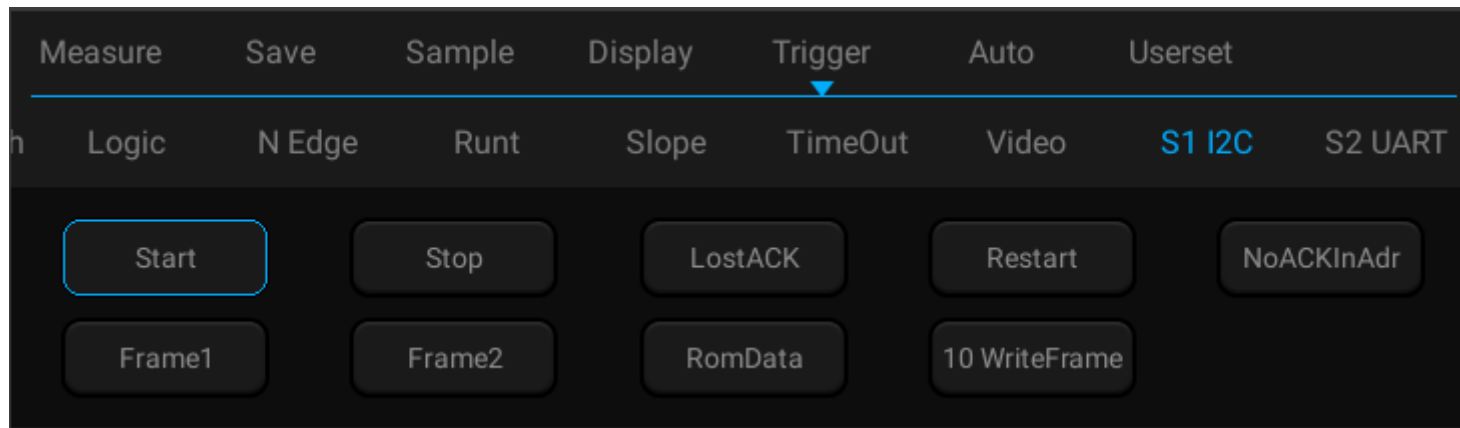 Measure Save Sample Display Trigger Auto Userset
h Logic N Edge Runt Slope TimeOut Video S1 I2C S2 UART
Start Stop LostACK Restart NoACKInAdr
Frame1 Frame2 RomData 10 WriteFrame